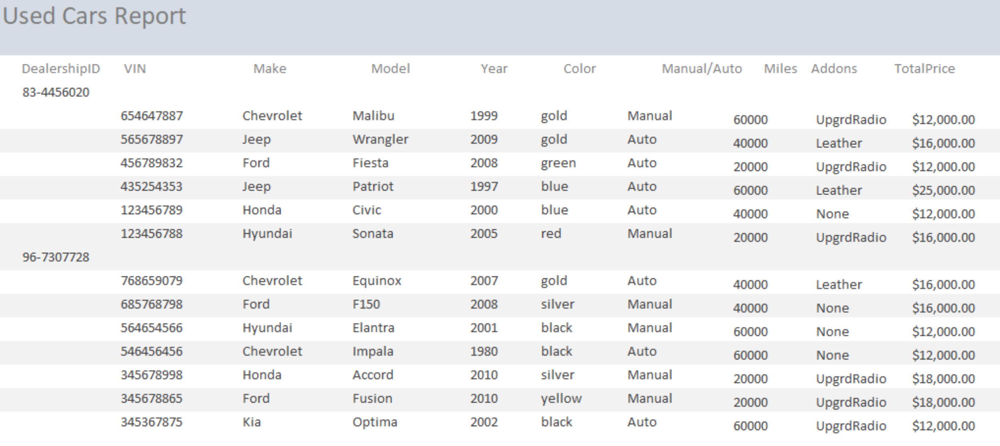 Used Cars Report
DealershipID VIN Make Model Year Color Manual/Auto Miles Addons TotalPrice
83-4456020
654647887 Chevrolet Malibu 1999 gold Manual 60000 UpgrdRadio $12,000.00
565678897 Jeep Wrangler 2009 gold Auto 40000 Leather $16,000.00
456789832 Ford Fiesta 2008 green Auto 20000 UpgrdRadio $12,000.00
435254353 Jeep Patriot 1997 blue Auto 60000 Leather $25,000.00
123456789 Honda Civic 2000 blue Auto 40000 None $12,000.00
123456788 Hyundai Sonata 2005 red Manual 20000 UpgrdRadio $16,000.00
96-7307728
768659079 Chevrolet Equinox 2007 gold Auto 40000 Leather $16,000.00
685768798 Ford F150 2008 silver Manual 40000 None $16,000.00
564654566 Hyundai Elantra 2001 black Manual 60000 None $12,000.00
546456456 Chevrolet Impala 1980 black Auto 60000 None $12,000.00
345678998 Honda Accord 2010 silver Manual 20000 UpgrdRadio $18,000.00
345678865 Ford Fusion 2010 yellow Manual 20000 UpgrdRadio $18,000.00
345367875 Kia Optima 2002 black Auto 60000 UpgrdRadio $12,000.00